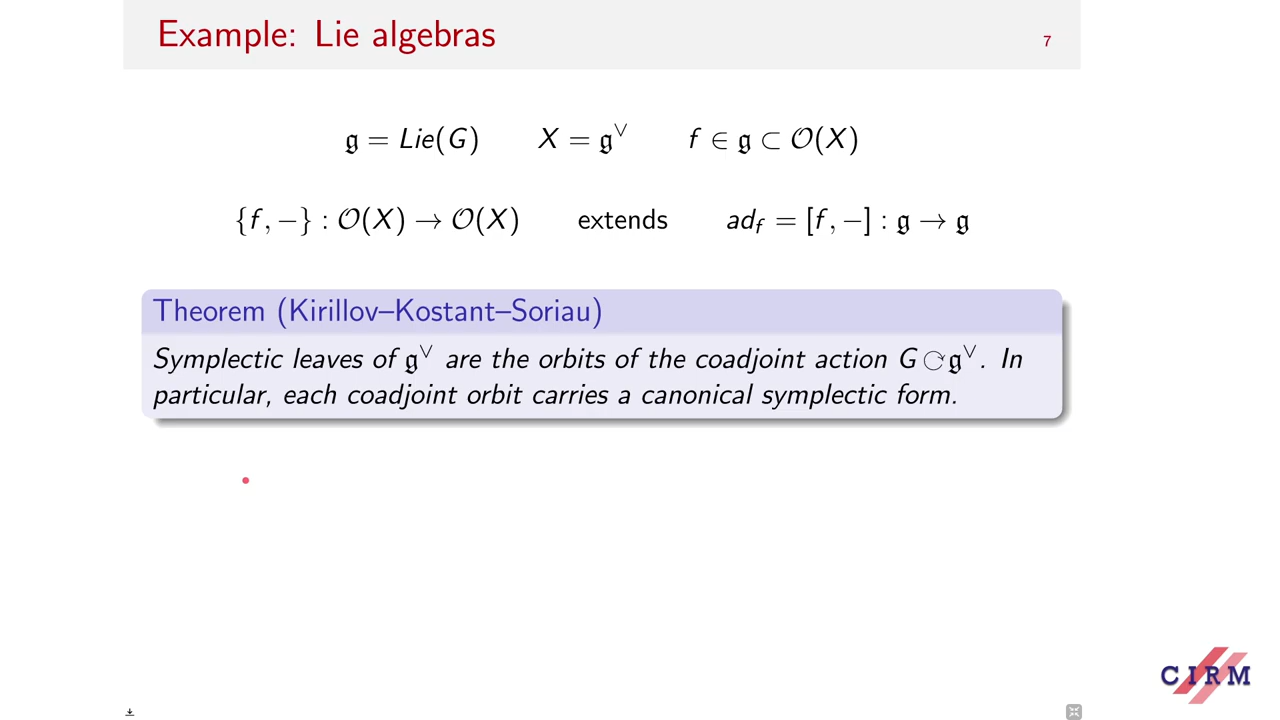 Example: Lie algebras
7
𝔤 = Lie(G) X = 𝔤^∨ f ∈ 𝔤 ⊂ 𝒪(X)
{f, −} : 𝒪(X) → 𝒪(X) extends ad_f = [f, −] : 𝔤 → 𝔤
Theorem (Kirillov–Kostant–Soriau)
Symplectic leaves of 𝔤^∨ are the orbits of the coadjoint action G ⟳ 𝔤^∨. In
particular, each coadjoint orbit carries a canonical symplectic form.
CIRM